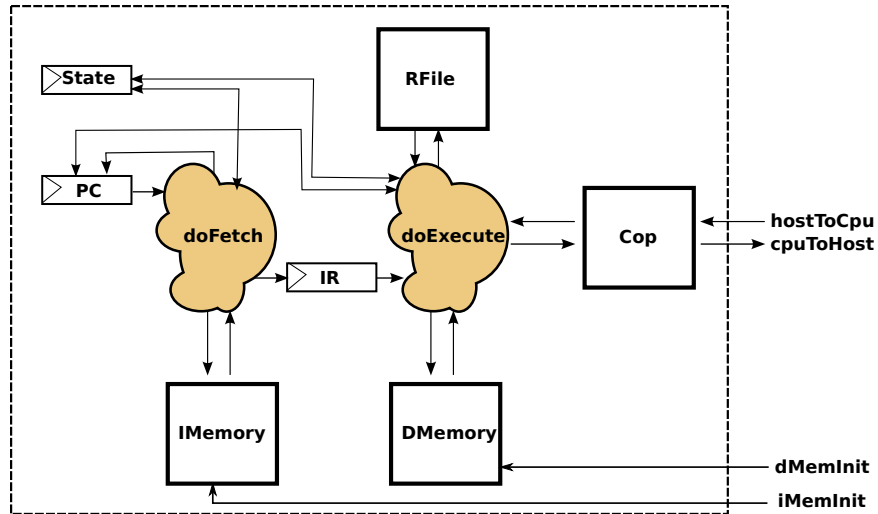 State
RFile
PC
doFetch
doExecute
Cop
hostToCpu
cpuToHost
IR
IMemory
DMemory
dMemInit
iMemInit